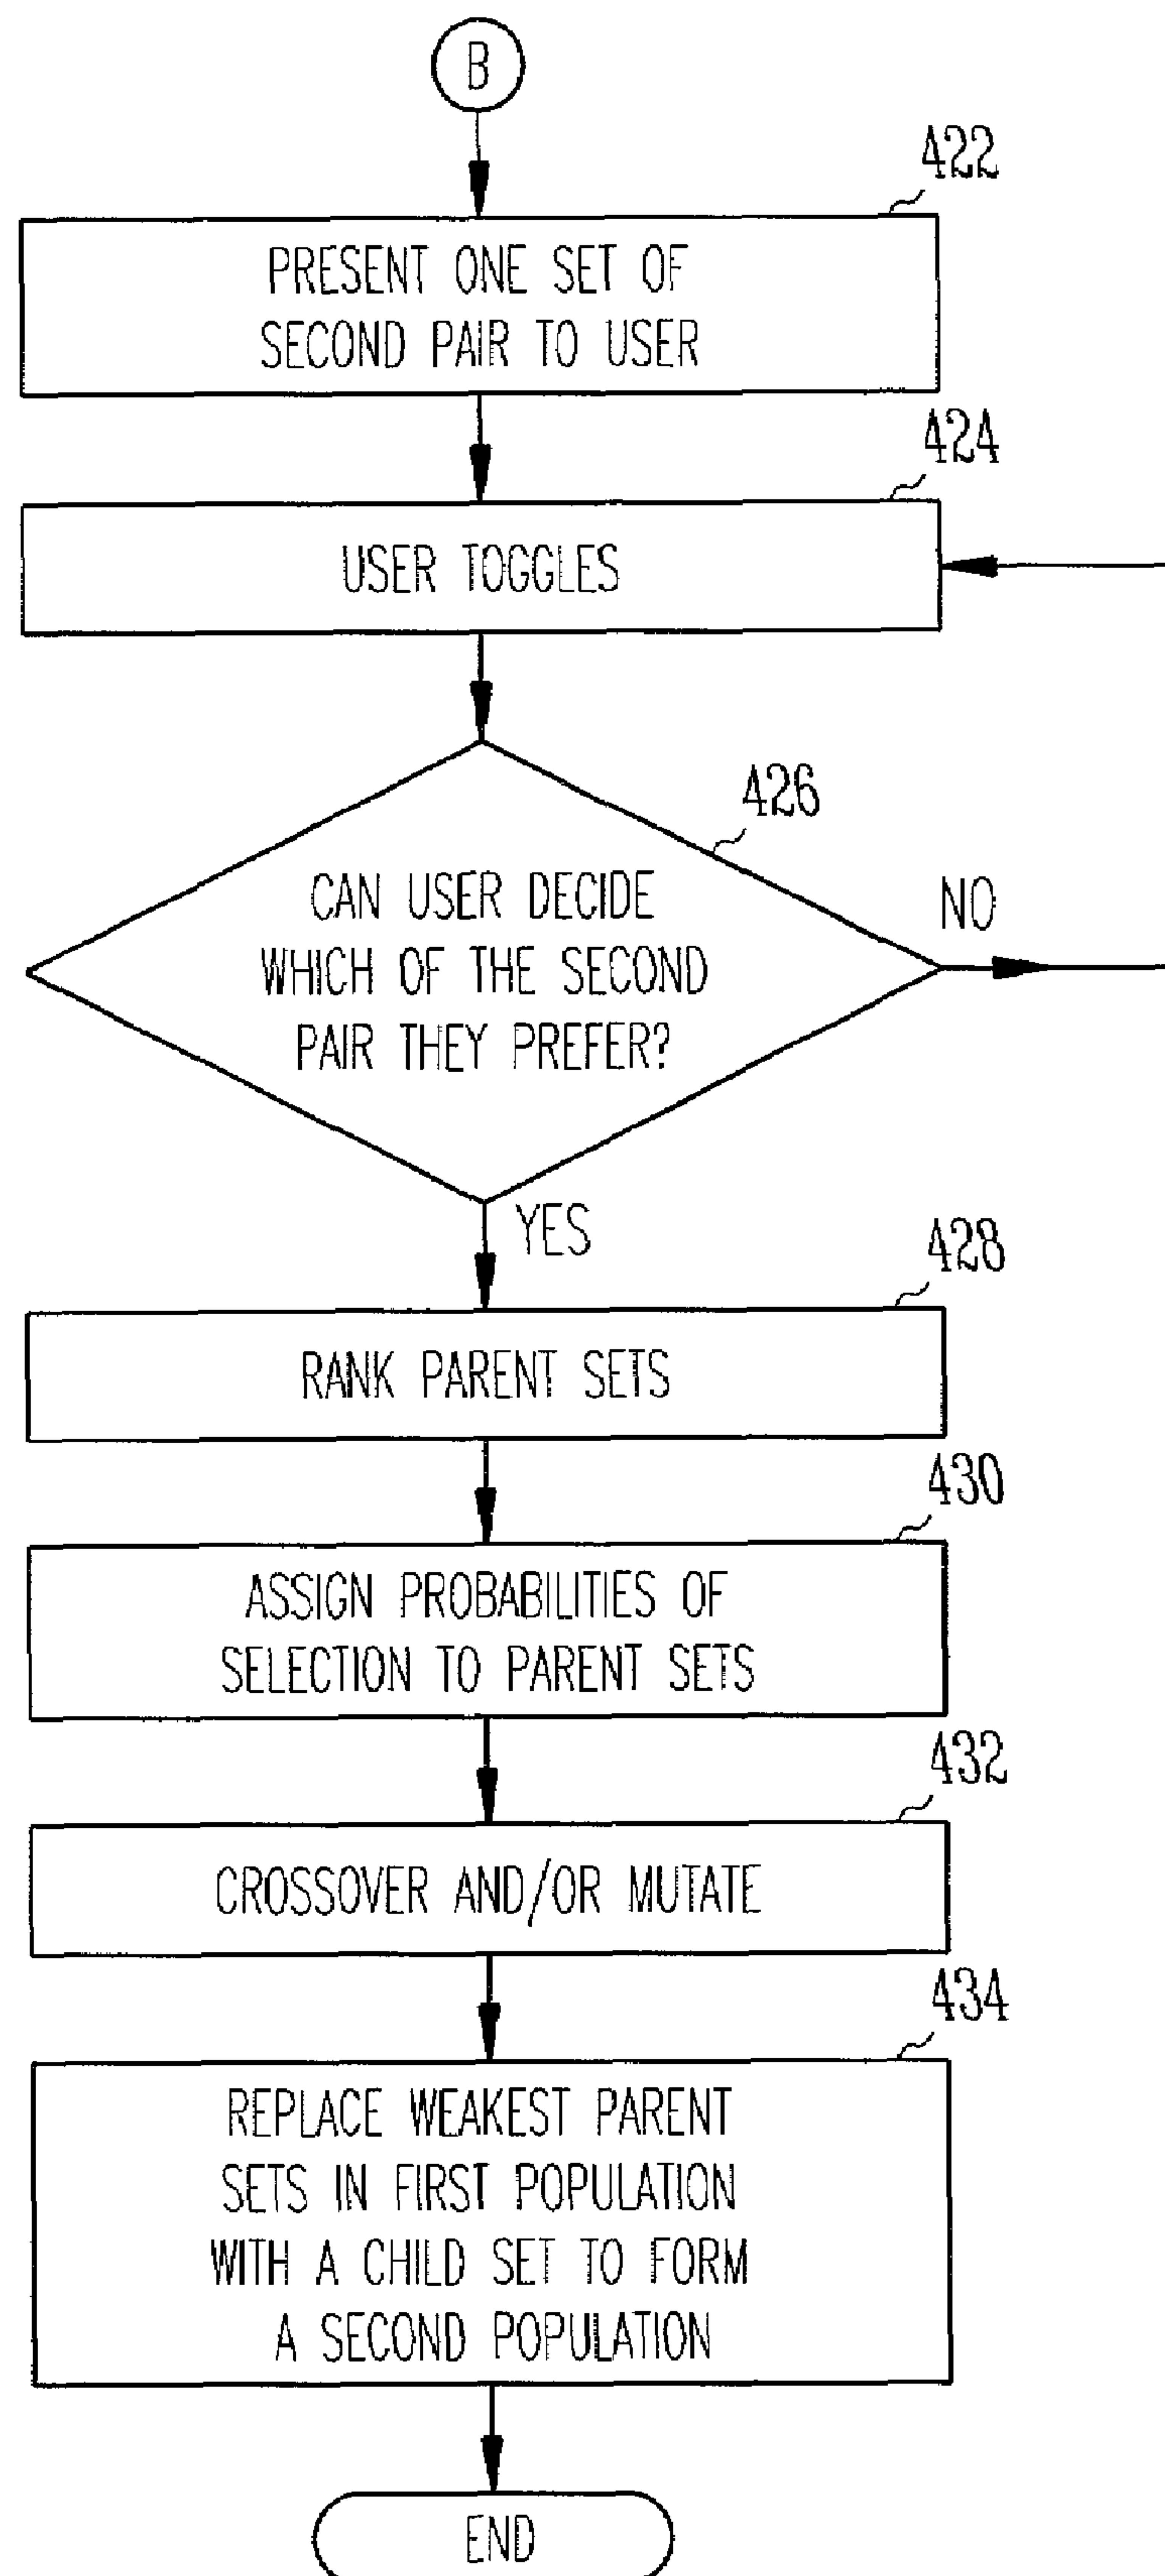 B
422
PRESENT ONE SET OF
SECOND PAIR TO USER
424
USER TOGGLES
426
CAN USER DECIDE
WHICH OF THE SECOND
PAIR THEY PREFER?
NO
YES
428
RANK PARENT SETS
430
ASSIGN PROBABILITIES OF
SELECTION TO PARENT SETS
432
CROSSOVER AND/OR MUTATE
434
REPLACE WEAKEST PARENT
SETS IN FIRST POPULATION
WITH A CHILD SET TO FORM
A SECOND POPULATION
END